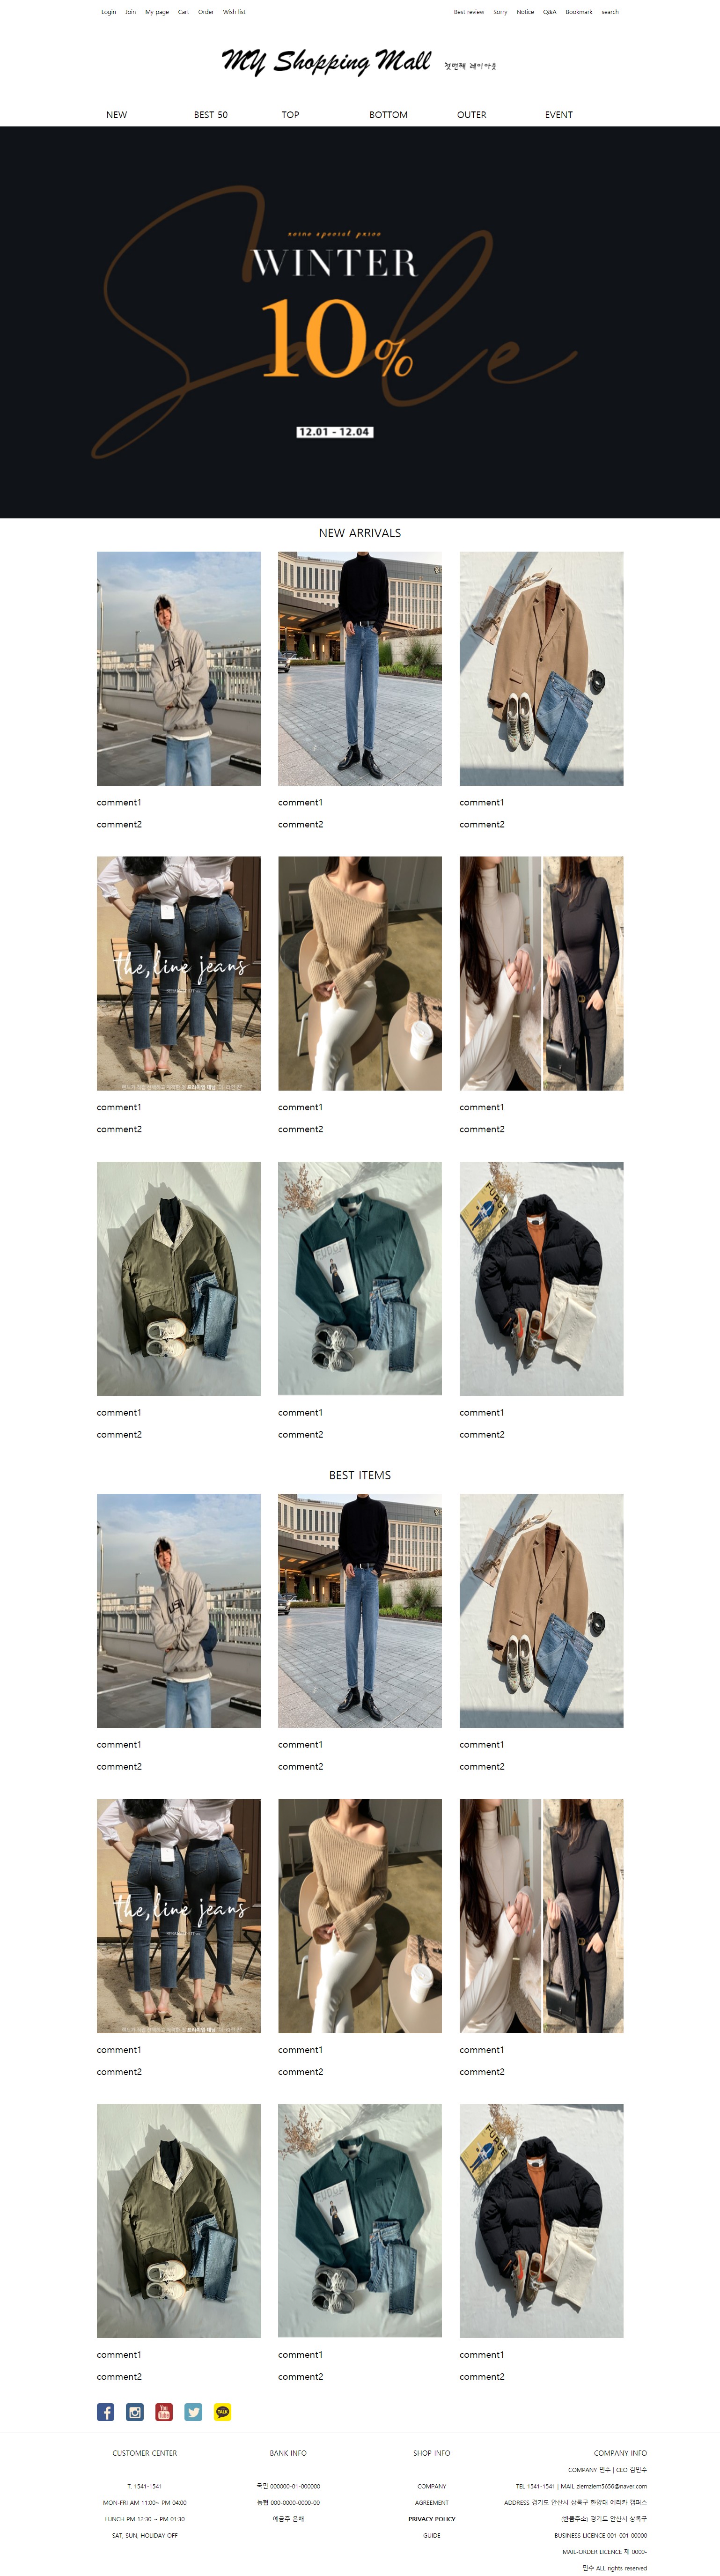 Login Join My page Cart Order Wish list Best review Sorry Notice Q&A Bookmark search
MY Shopping Mall 첫번째 레이아웃
NEW BEST 50 TOP BOTTOM OUTER EVENT
special price
WINTER
Sale
10%
12.01 - 12.04
NEW ARRIVALS
comment1 comment1 comment1
comment2 comment2 comment2
the, line jeans
comment1 comment1 comment1
comment2 comment2 comment2
comment1 comment1 comment1
comment2 comment2 comment2
BEST ITEMS
comment1 comment1 comment1
comment2 comment2 comment2
the, line jeans
comment1 comment1 comment1
comment2 comment2 comment2
comment1 comment1 comment1
comment2 comment2 comment2
You Tube TALK
CUSTOMER CENTER BANK INFO SHOP INFO COMPANY INFO
COMPANY 민수 | CEO 김민수
T. 1541-1541 국민 000000-01-000000 COMPANY TEL 1541-1541 | MAIL zlemzlem5656@naver.com
MON-FRI AM 11:00~ PM 04:00 농협 000-0000-0000-00 AGREEMENT ADDRESS 경기도 안산시 상록구 한양대 에리카 캠퍼스
LUNCH PM 12:30 ~ PM 01:30 예금주 은채 PRIVACY POLICY (반품주소) 경기도 안산시 상록구
SAT, SUN, HOLIDAY OFF GUIDE BUSINESS LICENCE 001-001 00000
MAIL-ORDER LICENCE 제 0000-
민수 ALL rights reserved